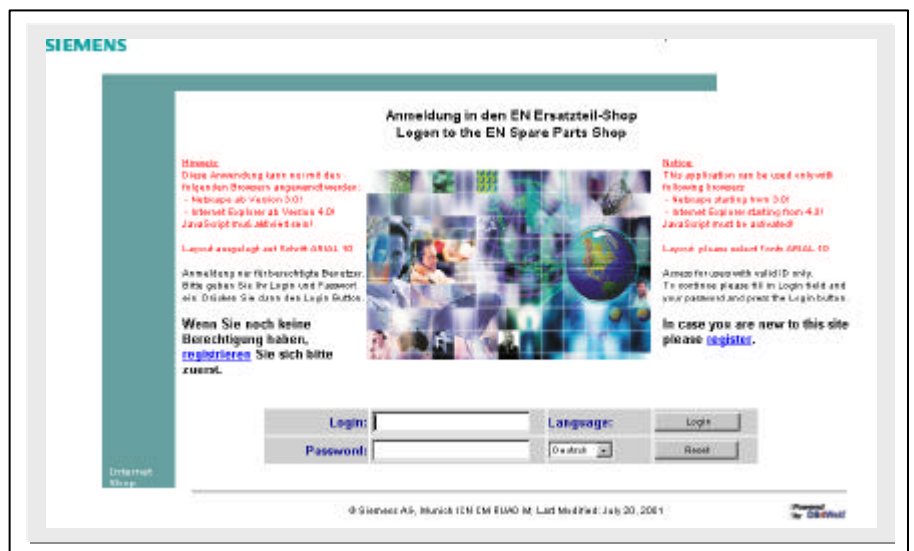 SIEMENS
Anmeldung in den EN Ersatzteil-Shop
Logon to the EN Spare Parts Shop
Hinweis:
Diese Anwendung kann nur mit den
folgenden Browsern angewendet werden:
- Netscape ab Version 3.0!
- Internet Explorer ab Version 4.0!
JavaScript muß aktiviert sein!
Layout ausgelegt auf Schrift ARIAL 10
Anmeldung nur für berechtigte Benutzer.
Bitte geben Sie Ihr Login und Passwort
ein. Drücken Sie dann den Login Button.
Wenn Sie noch keine
Berechtigung haben,
registrieren Sie sich bitte
zuerst.
Notice:
This application can be used only with
following browsers
- Netscape starting from 3.0!
- Internet Explorer starting from 4.0!
JavaScript must be activated!
Layout: please select Fonts ARIAL 10
Access for users with valid ID only.
To continue please fill in Login field and
your password and press the Login button.
In case you are new to this site
please register.
Login:
Language:
Login
Password:
Deutsch
Reset
Internet
Shop
© Siemens AG, Munich ICN CM Last Modified: July 20, 2001
Powered
by